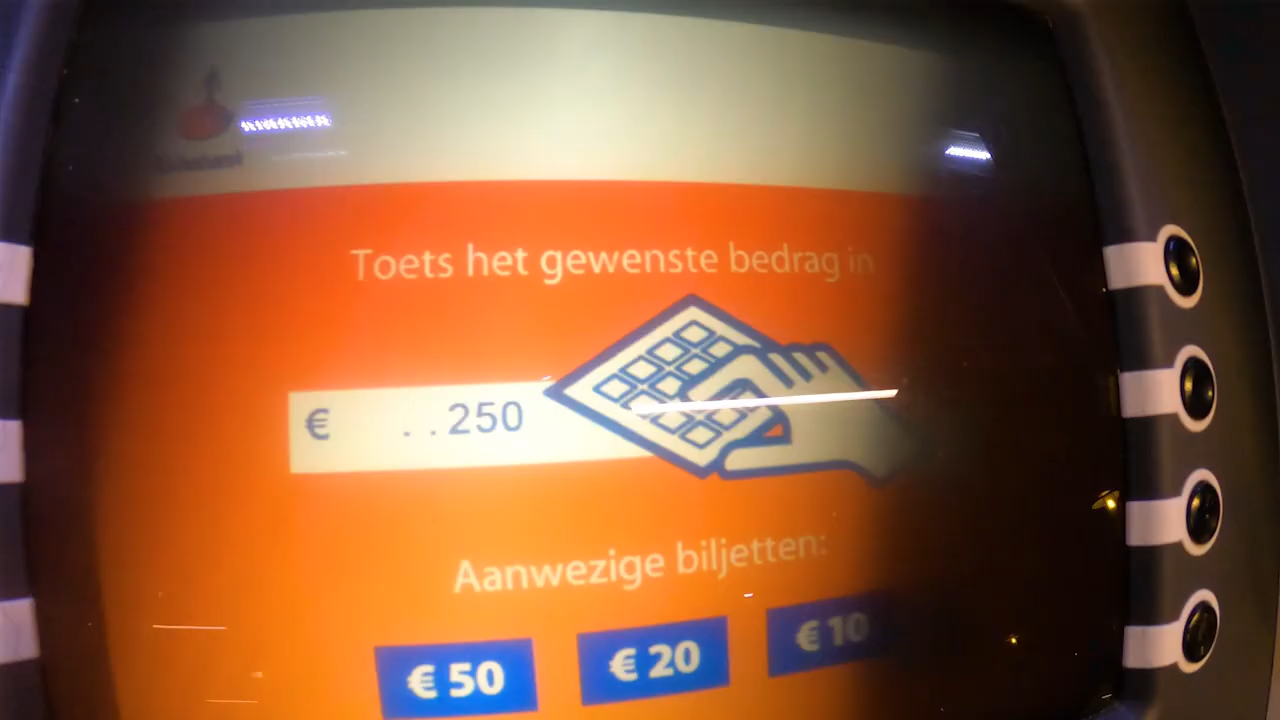 Toets het gewenste bedrag in
€ ..250
Aanwezige biljetten:
€ 50 € 20 € 10